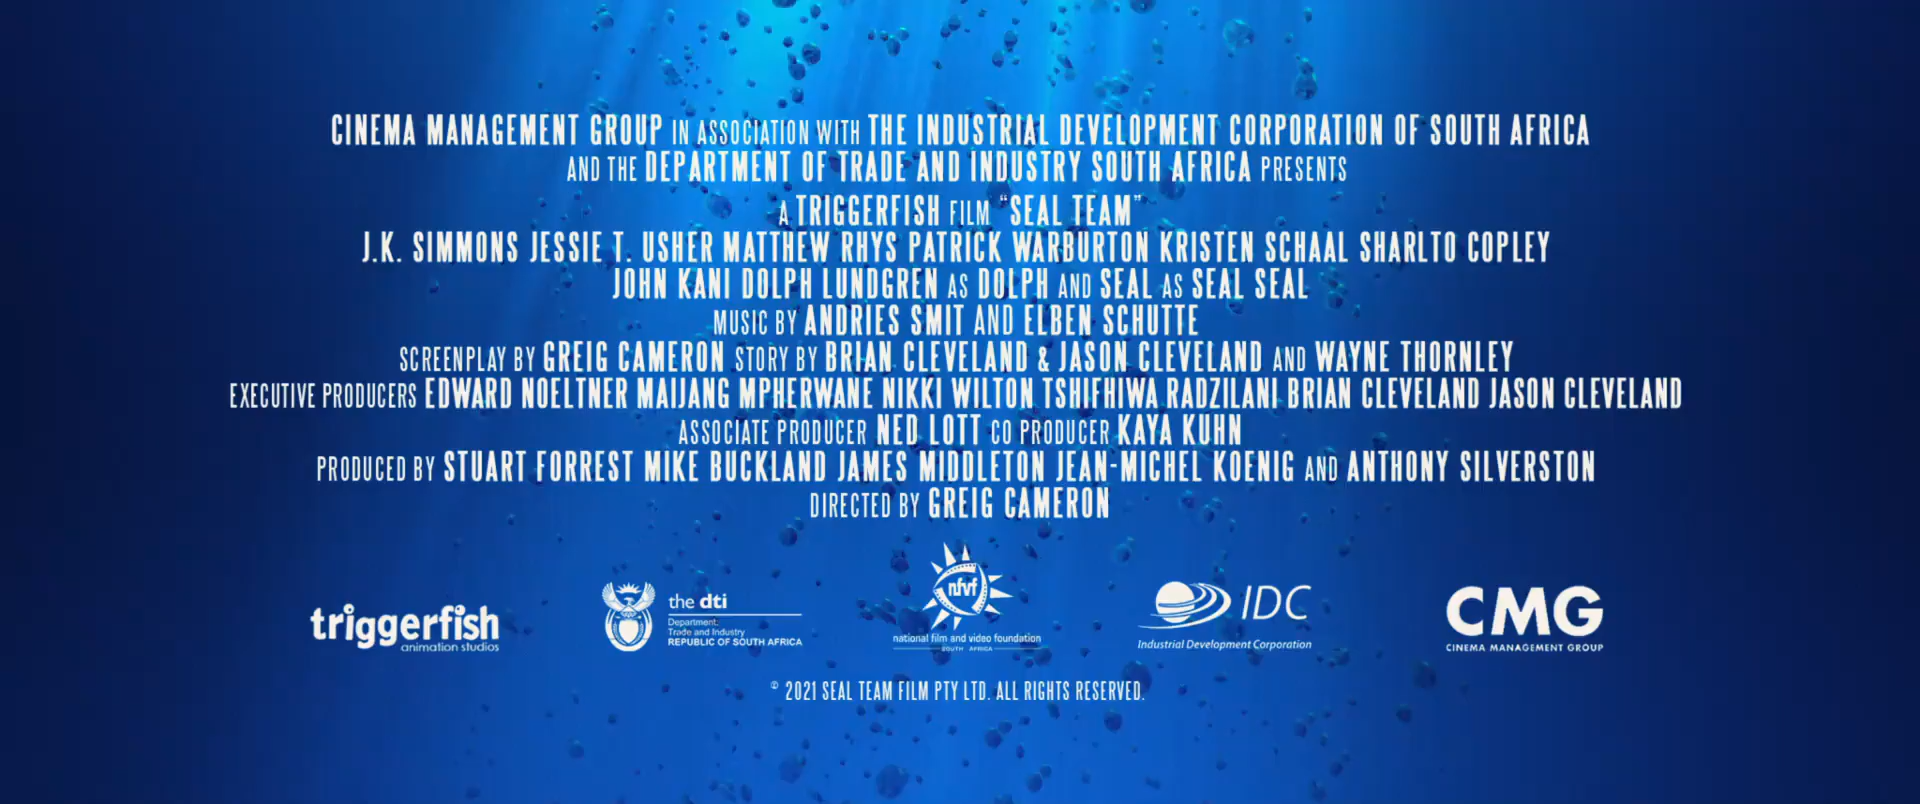 CINEMA MANAGEMENT GROUP IN ASSOCIATION WITH THE INDUSTRIAL DEVELOPMENT CORPORATION OF SOUTH AFRICA
AND THE DEPARTMENT OF TRADE AND INDUSTRY SOUTH AFRICA PRESENTS
A TRIGGERFISH FILM “SEAL TEAM”
J.K. SIMMONS JESSIE T. USHER MATTHEW RHYS PATRICK WARBURTON KRISTEN SCHAAL SHARLTO COPLEY
JOHN KANI DOLPH LUNDGREN AS DOLPH AND SEAL AS SEAL SEAL
MUSIC BY ANDRIES SMIT AND ELBEN SCHUTTE
SCREENPLAY BY GREIG CAMERON STORY BY BRIAN CLEVELAND & JASON CLEVELAND AND WAYNE THORNLEY
EXECUTIVE PRODUCERS EDWARD NOELTNER MAIJANG MPHERWANE NIKKI WILTON TSHIFHIWA RADZILANI BRIAN CLEVELAND JASON CLEVELAND
ASSOCIATE PRODUCER NED LOTT CO PRODUCER KAYA KUHN
PRODUCED BY STUART FORREST MIKE BUCKLAND JAMES MIDDLETON JEAN-MICHEL KOENIG AND ANTHONY SILVERSTON
DIRECTED BY GREIG CAMERON
triggerfish
animation studios
the dti
Department:
Trade and Industry
REPUBLIC OF SOUTH AFRICA
nfvf
national film and video foundation
SOUTH AFRICA
IDC
Industrial Development Corporation
CMG
CINEMA MANAGEMENT GROUP
© 2021 SEAL TEAM FILM PTY LTD. ALL RIGHTS RESERVED.